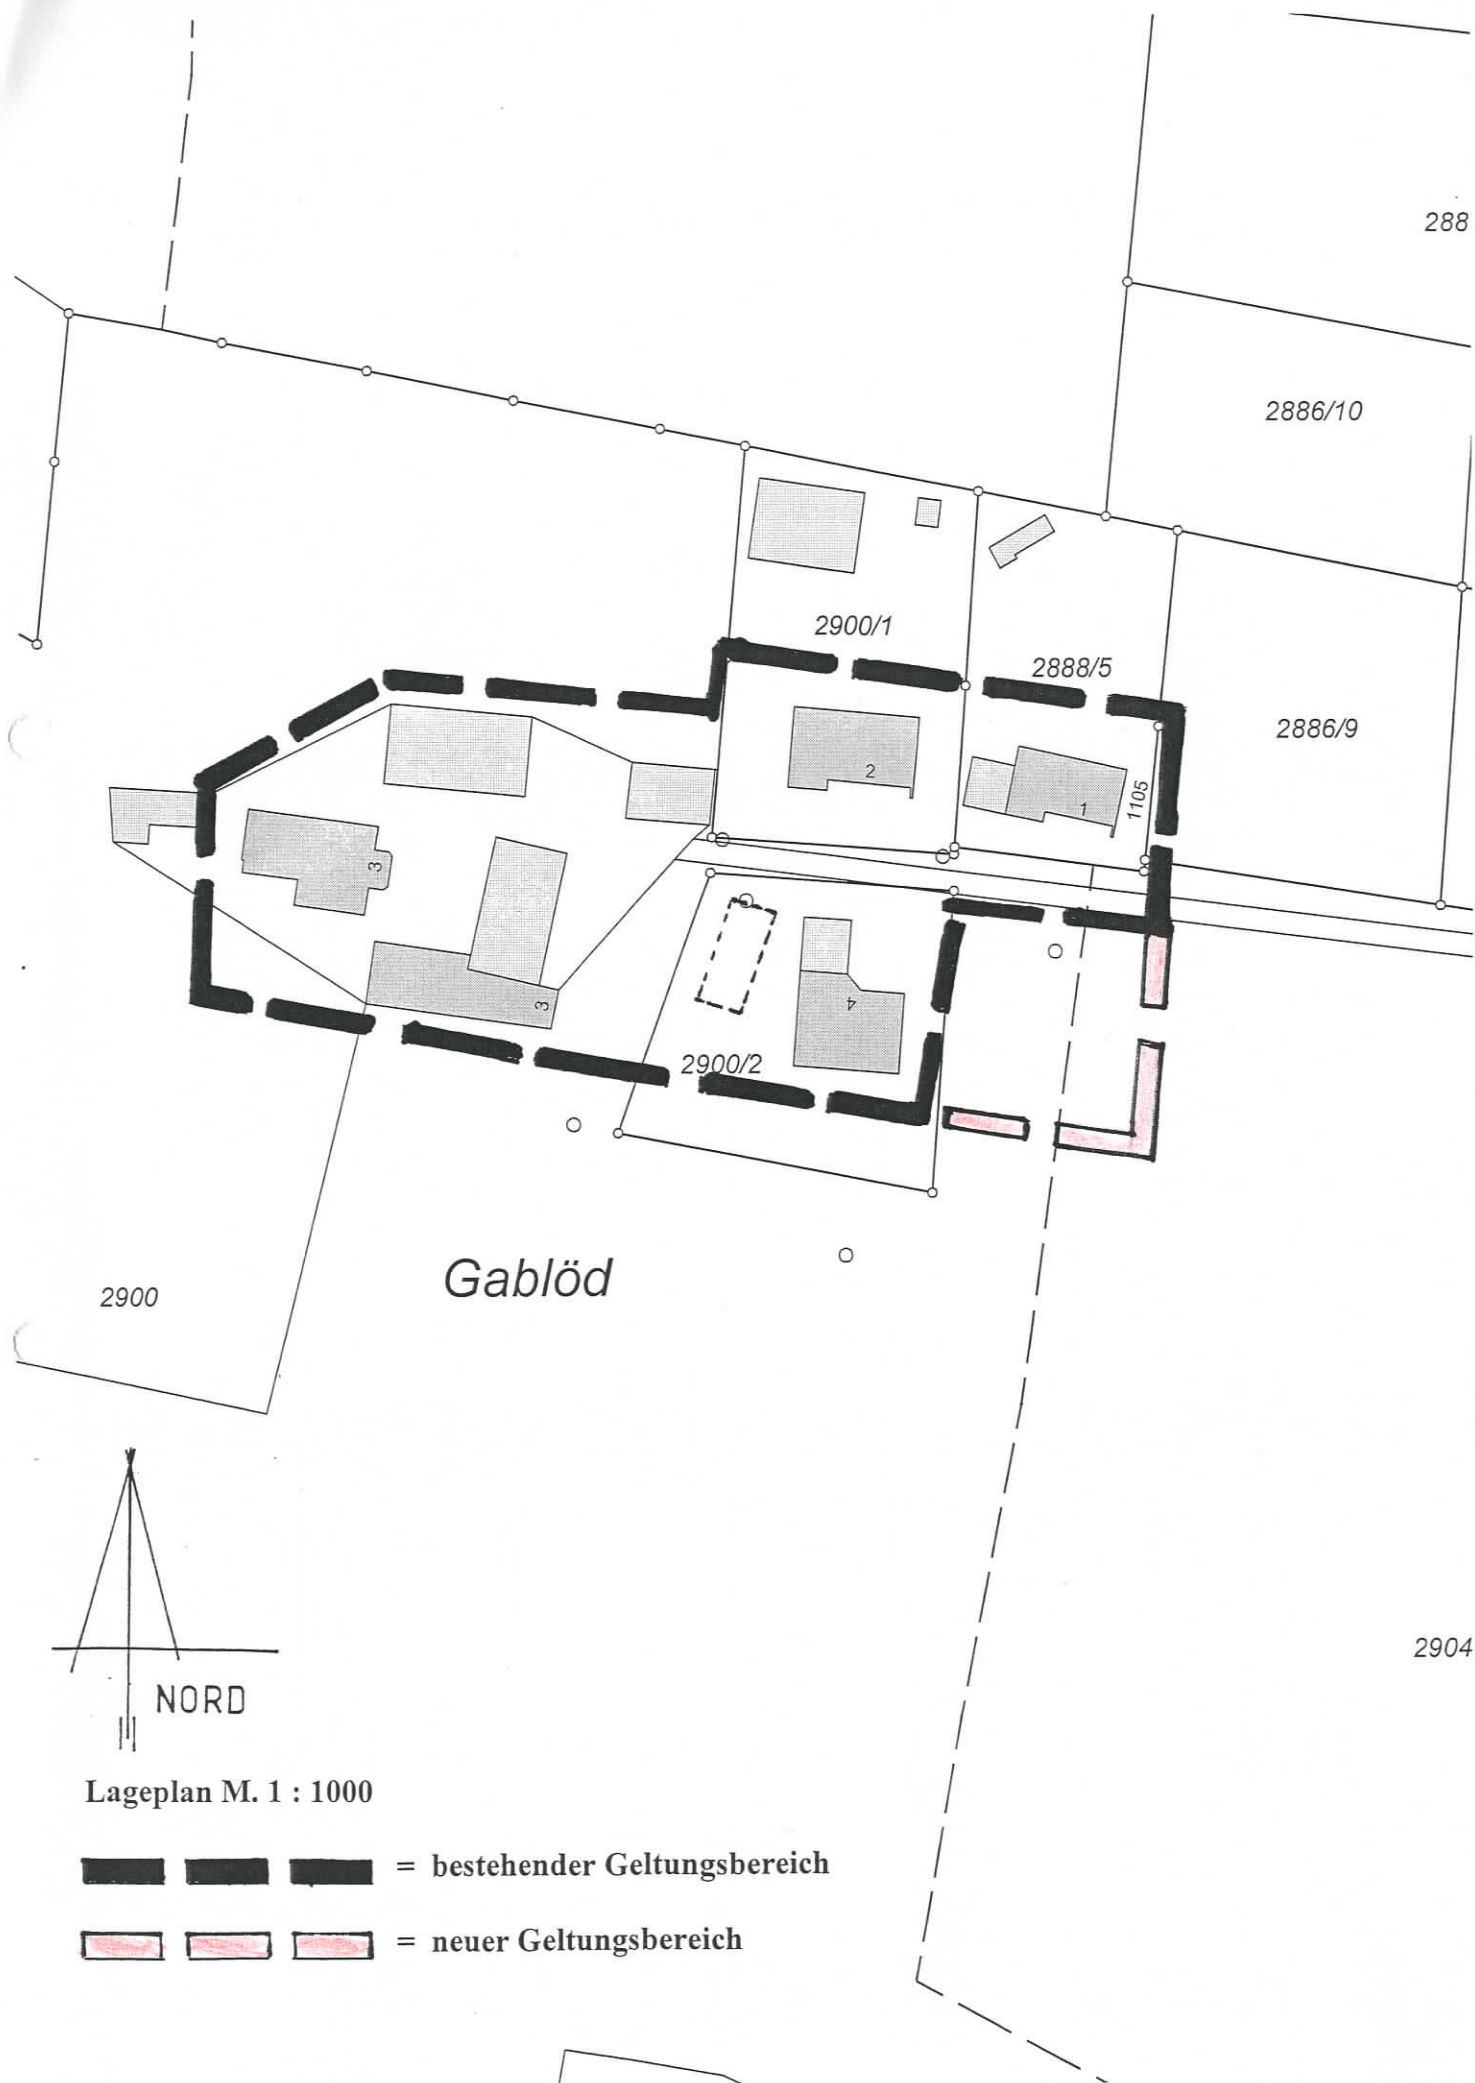 288
2886/10
2900/1
2888/5
2886/9
2
1
1105
3
3
4
2900/2
Gablöd
2900
2904
NORD
Lageplan M. 1 : 1000
= bestehender Geltungsbereich
= neuer Geltungsbereich